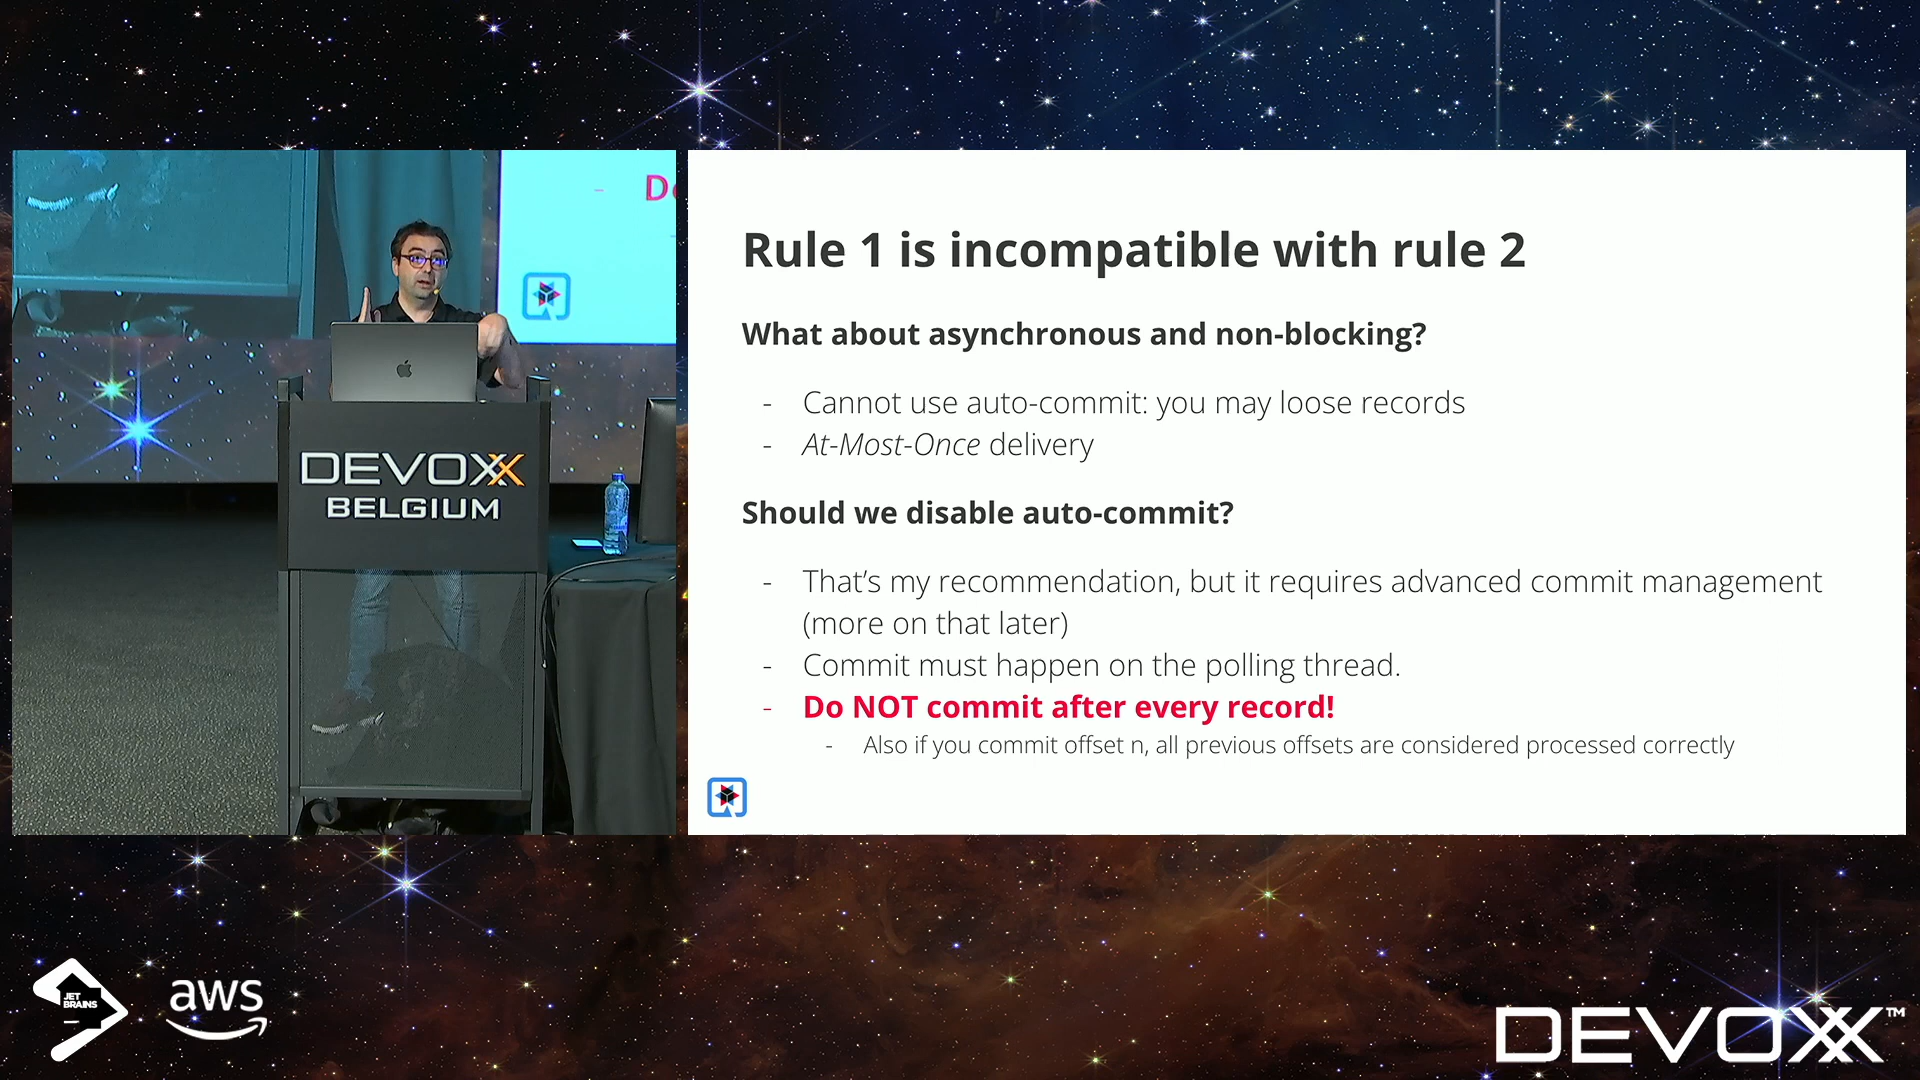 Do
DEVOXX
BELGIUM
Rule 1 is incompatible with rule 2
What about asynchronous and non-blocking?
- Cannot use auto-commit: you may loose records
- At-Most-Once delivery
Should we disable auto-commit?
- That’s my recommendation, but it requires advanced commit management
(more on that later)
- Commit must happen on the polling thread.
- Do NOT commit after every record!
- Also if you commit offset n, all previous offsets are considered processed correctly
JET
BRAINS
aws
DEVOXX™